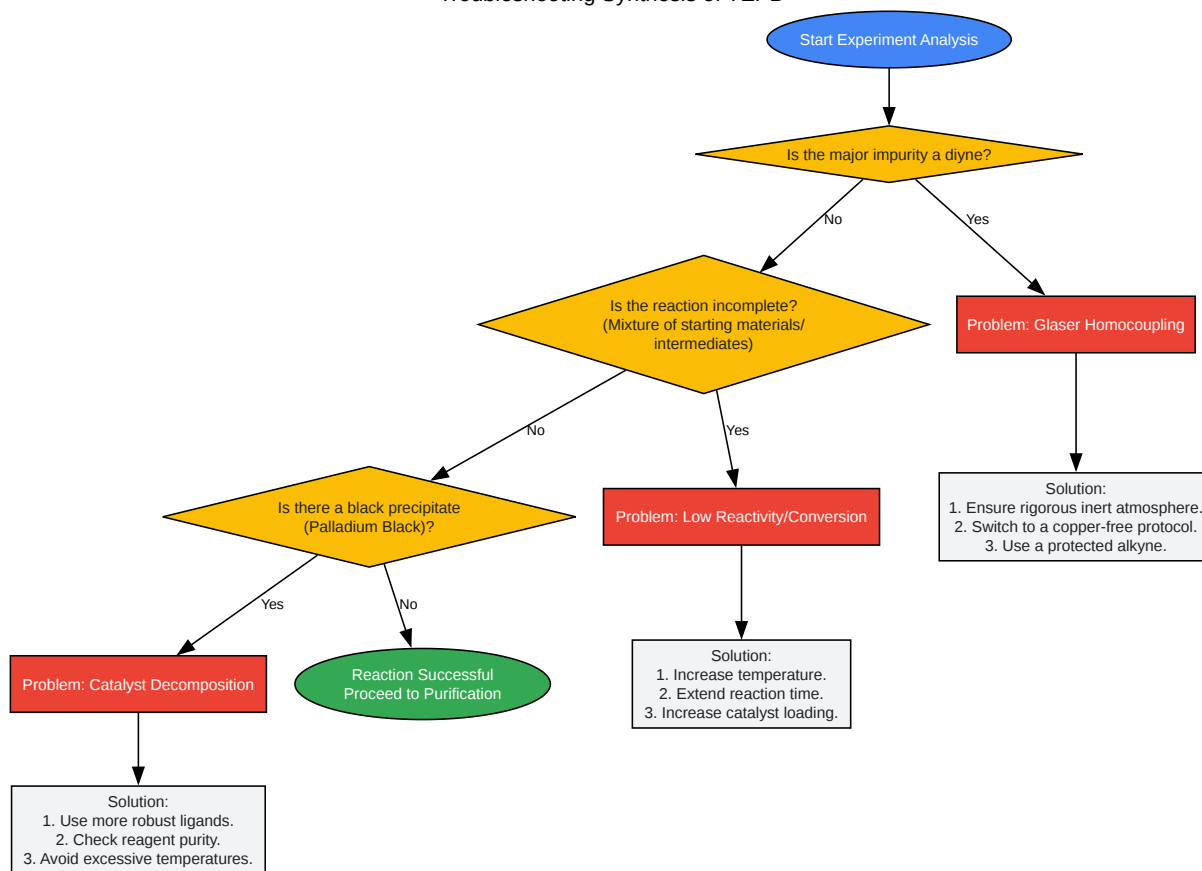 Troubleshooting Synthesis of
Start Experiment Analysis
Is the major impurity a diyne?
No
Yes
Is the reaction incomplete?
(Mixture of starting materials/
intermediates)
Problem: Glaser Homocoupling
No
Yes
Solution:
1. Ensure rigorous inert atmosphere.
2. Switch to a copper-free protocol.
3. Use a protected alkyne.
Is there a black precipitate
(Palladium Black)?
Problem: Low Reactivity/Conversion
Yes
No
Problem: Catalyst Decomposition
Reaction Successful
Proceed to Purification
Solution:
1. Increase temperature.
2. Extend reaction time.
3. Increase catalyst loading.
Solution:
1. Use more robust ligands.
2. Check reagent purity.
3. Avoid excessive temperatures.